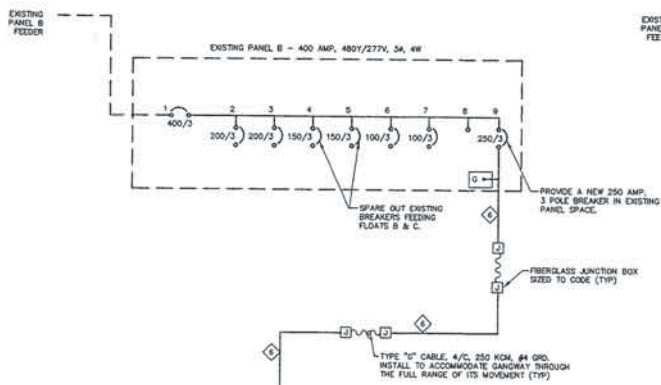 EXISTING
PANEL B
FEEDER
EXISTING PANEL B - 400 AMP, 480Y/277V, 3ø, 4W
1
2
3
4
5
6
7
8
9
400/3
200/3
200/3
150/3
150/3
100/3
100/3
250/3
G
SPARE OUT EXISTING
BREAKERS FEEDING
FLOATS B & C.
PROVIDE A NEW 250 AMP,
3 POLE BREAKER IN EXISTING
PANEL SPACE.
6
J
J
FIBERGLASS JUNCTION BOX
SIZED TO CODE (TYP)
J
J
6
6
TYPE "G" CABLE, 4/C, 250 KCM, #4 GRD.
INSTALL TO ACCOMMODATE GANGWAY THROUGH
THE FULL RANGE OF ITS MOVEMENT (TYP)